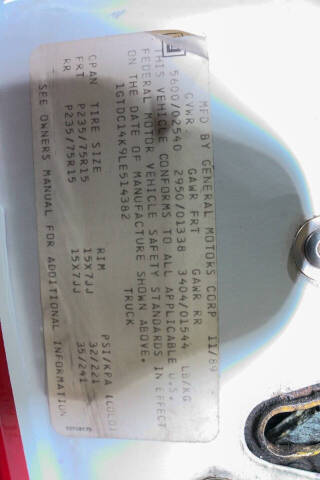 MFD BY GENERAL MOTORS CORP 11/89
GVWR GAWR FRT GAWR RR
5600/02540 2950/01338 3404/01544 LB/KG
THIS VEHICLE CONFORMS TO ALL APPLICABLE U.S.
FEDERAL MOTOR VEHICLE SAFETY STANDARDS IN EFFECT
ON THE DATE OF MANUFACTURE SHOWN ABOVE.
1GTDC14K9LE514382 TRUCK
TIRE SIZE RIM PSI/KPA (COLD)
FRT P235/75R15 15X7JJ 32/221
RR P235/75R15 15X7JJ 35/241
SEE OWNERS MANUAL FOR ADDITIONAL INFORMATION